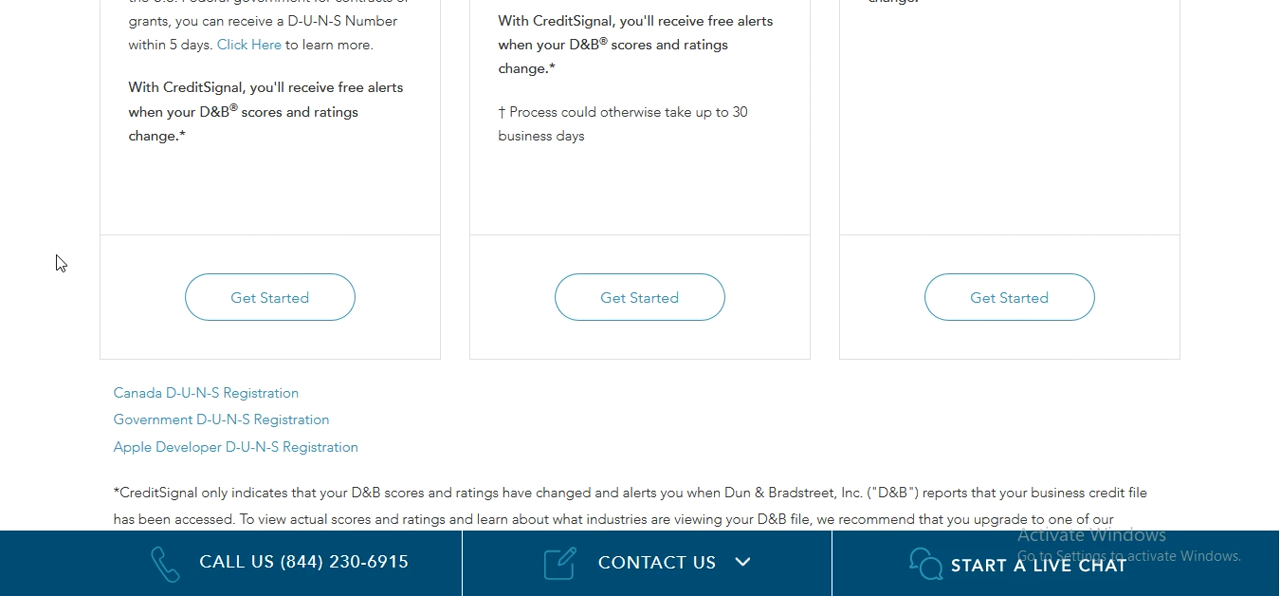 grants, you can receive a D-U-N-S Number
within 5 days. Click Here to learn more.
With CreditSignal, you'll receive free alerts
when your D&B® scores and ratings
change.*
Get Started
With CreditSignal, you'll receive free alerts
when your D&B® scores and ratings
change.*
† Process could otherwise take up to 30
business days
Get Started
Get Started
Canada D-U-N-S Registration
Government D-U-N-S Registration
Apple Developer D-U-N-S Registration
*CreditSignal only indicates that your D&B scores and ratings have changed and alerts you when Dun & Bradstreet, Inc. ("D&B") reports that your business credit file
has been accessed. To view actual scores and ratings and learn about what industries are viewing your D&B file, we recommend that you upgrade to one of our
CALL US (844) 230-6915
CONTACT US
START A LIVE CHAT
Activate Windows
Go to Settings to activate Windows.